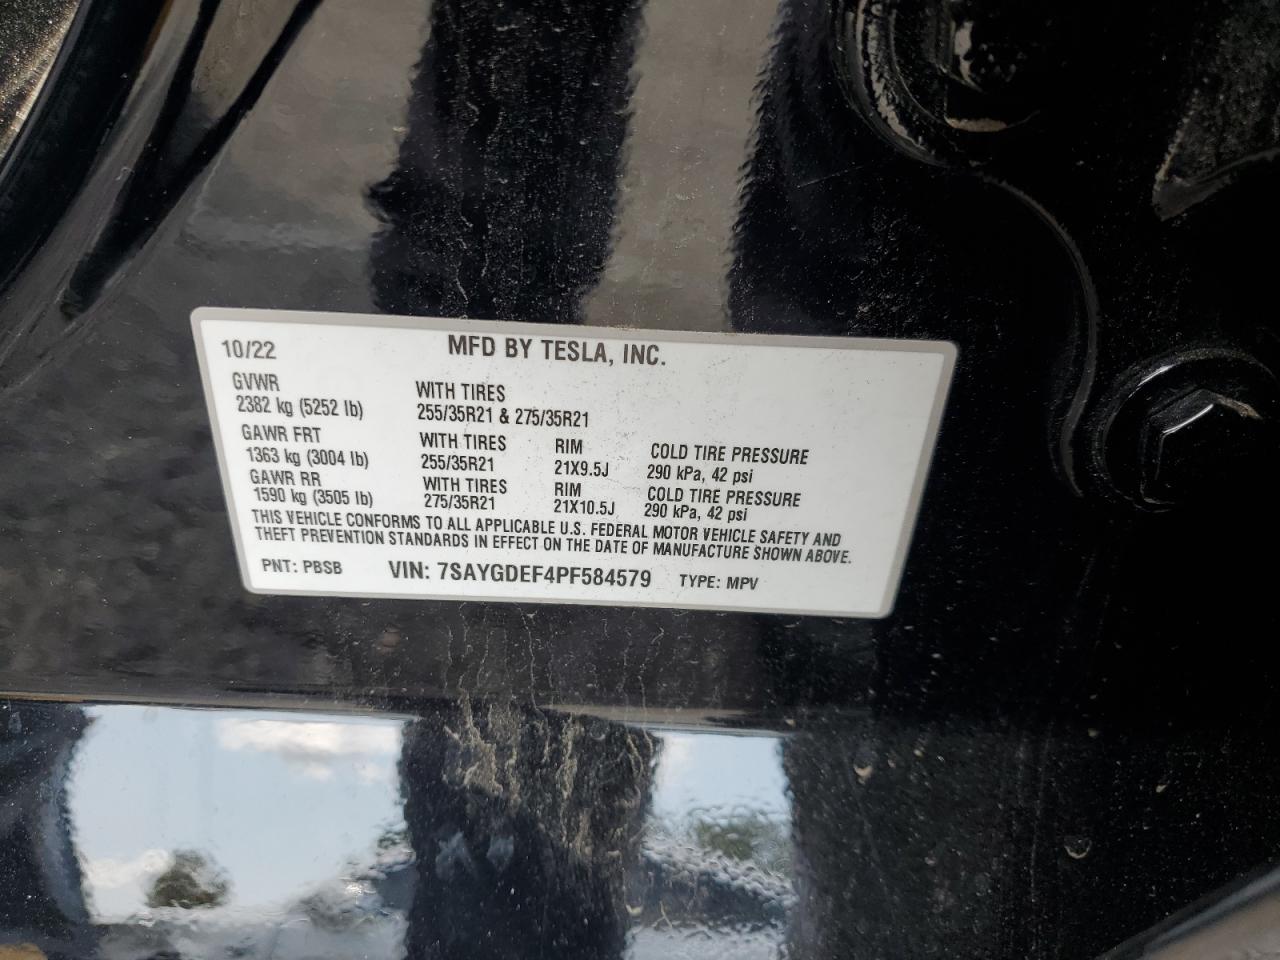 10/22 MFD BY TESLA, INC.
GVWR WITH TIRES
2382 kg (5252 lb) 255/35R21 & 275/35R21
GAWR FRT WITH TIRES RIM COLD TIRE PRESSURE
1363 kg (3004 lb) 255/35R21 21X9.5J 290 kPa, 42 psi
GAWR RR WITH TIRES RIM COLD TIRE PRESSURE
1590 kg (3505 lb) 275/35R21 21X10.5J 290 kPa, 42 psi
THIS VEHICLE CONFORMS TO ALL APPLICABLE U.S. FEDERAL MOTOR VEHICLE SAFETY AND
THEFT PREVENTION STANDARDS IN EFFECT ON THE DATE OF MANUFACTURE SHOWN ABOVE.
PNT: PBSB VIN: 7SAYGDEF4PF584579 TYPE: MPV